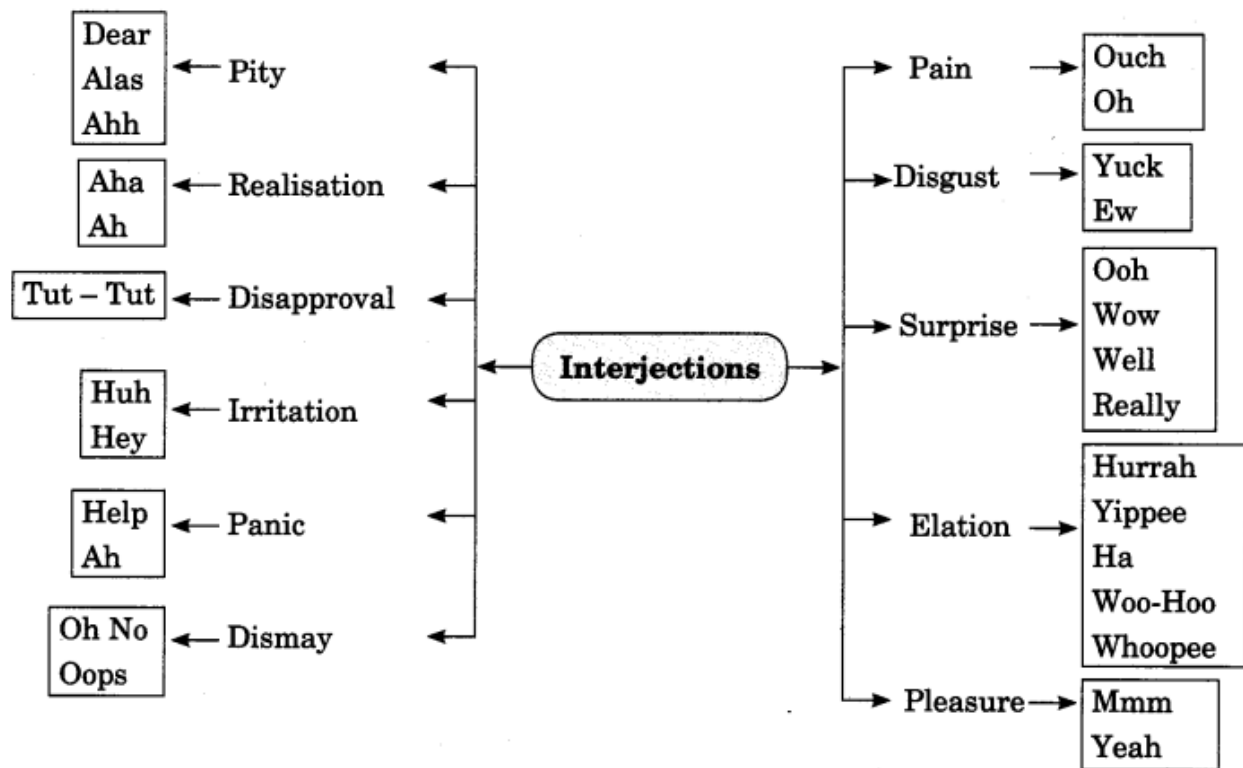 Dear
Alas
Ahh
Pity
Aha
Ah
Realisation
Tut – Tut
Disapproval
Huh
Hey
Irritation
Help
Ah
Panic
Oh No
Oops
Dismay
Interjections
Pain
Ouch
Oh
Disgust
Yuck
Ew
Surprise
Ooh
Wow
Well
Really
Elation
Hurrah
Yippee
Ha
Woo-Hoo
Whoopee
Pleasure
Mmm
Yeah